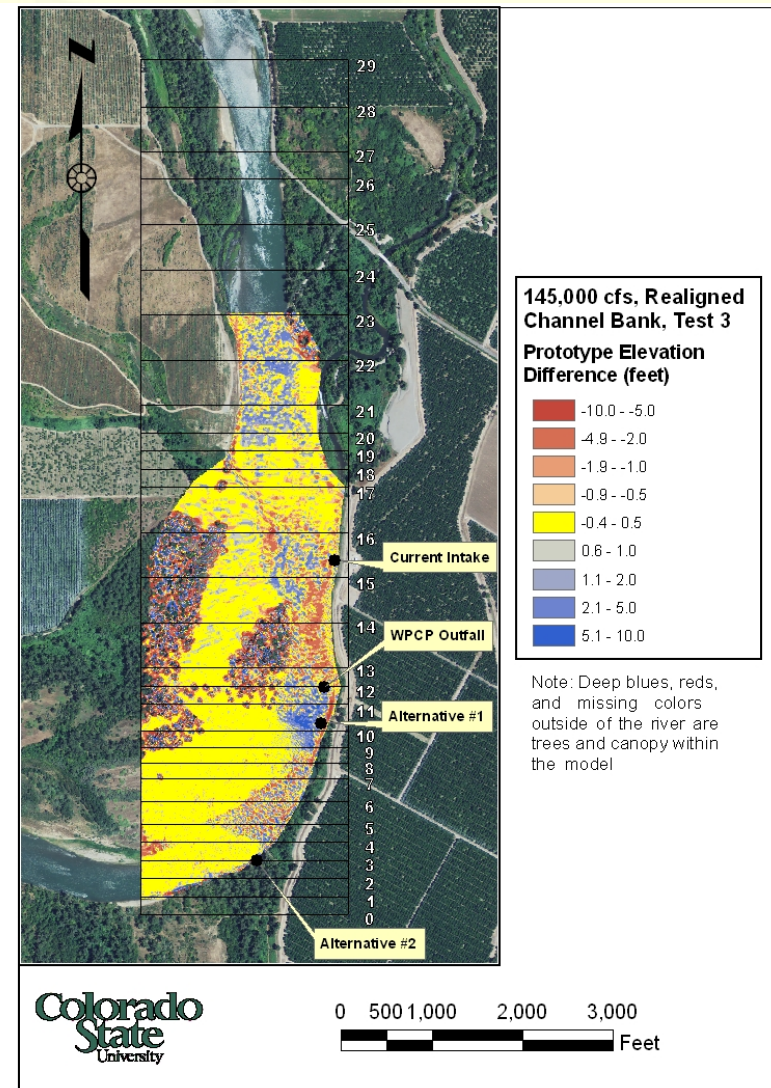 N
29
28
27
26
25
24
23
22
21
20
19
18
17
16
15
14
13
12
11
10
9
8
7
6
5
4
3
2
1
0
Current Intake
WPCP Outfall
Alternative #1
Alternative #2
145,000 cfs, Realigned
Channel Bank, Test 3
Prototype Elevation
Difference (feet)
-10.0 - -5.0
-4.9 - -2.0
-1.9 - -1.0
-0.9 - -0.5
-0.4 - 0.5
0.6 - 1.0
1.1 - 2.0
2.1 - 5.0
5.1 - 10.0
Note: Deep blues, reds,
and missing colors
outside of the river are
trees and canopy within
the model
Colorado
State
University
0 500 1,000 2,000 3,000
Feet